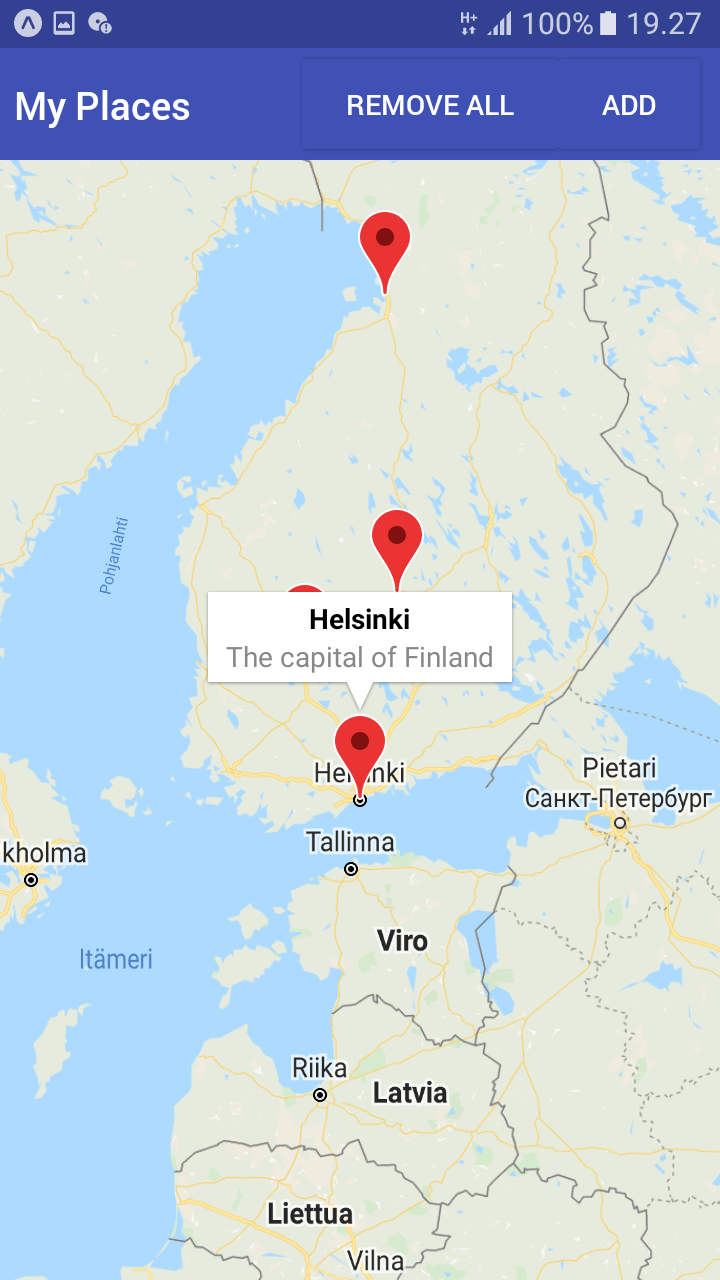 H+ 100% 19.27
My Places REMOVE ALL ADD
Pohjanlahti
Helsinki
The capital of Finland
Helsinki
Pietari
Санкт-Петербург
Tallinna
kholma
Viro
Itämeri
Riika
Latvia
Liettua
Vilna